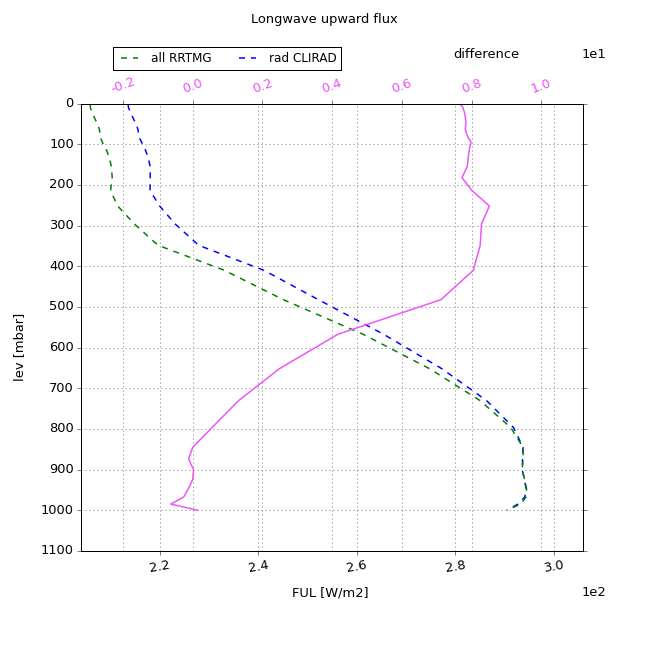 Longwave upward flux
all RRTMG rad CLIRAD difference 1e1
-0.2 0.0 0.2 0.4 0.6 0.8 1.0
0
100
200
300
400
500
600
700
800
900
1000
1100
lev [mbar]
2.2 2.4 2.6 2.8 3.0
FUL [W/m2] 1e2